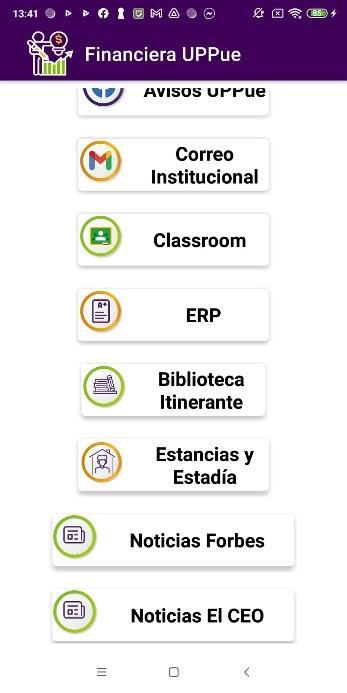 13:41
85
Financiera UPPue
Avisos UPPue
Correo
Institucional
Classroom
A+
ERP
Biblioteca
Itinerante
Estancias y
Estadía
Noticias Forbes
Noticias El CEO